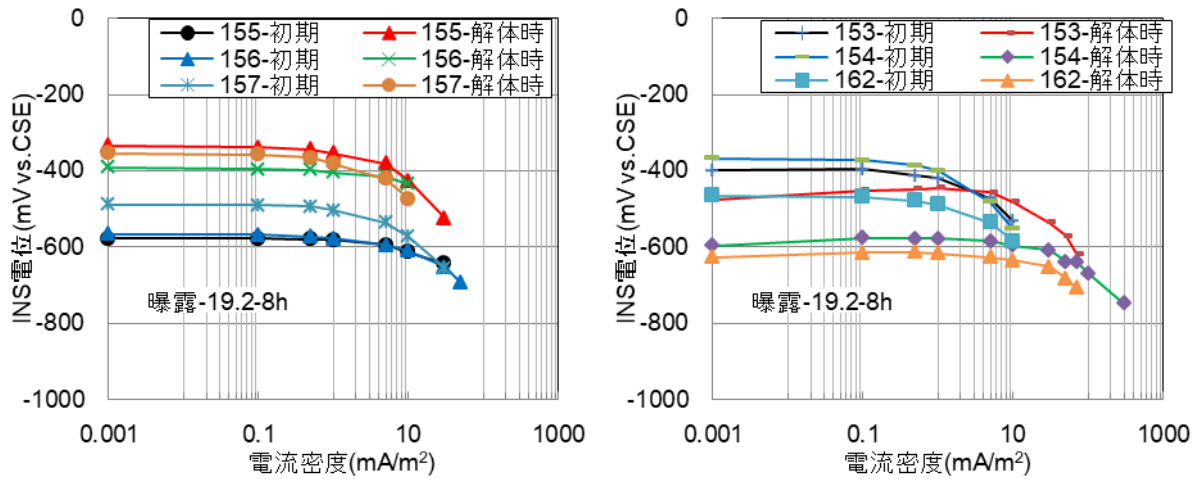 0
-200
-400
-600
-800
-1000
INS電位(mV vs.CSE)
155-初期 155-解体時
156-初期 156-解体時
157-初期 157-解体時
曝露-19.2-8h
0.001 0.1 10 1000
電流密度(mA/m²)
0
-200
-400
-600
-800
-1000
INS電位(mV vs.CSE)
153-初期 153-解体時
154-初期 154-解体時
162-初期 162-解体時
曝露-19.2-8h
0.001 0.1 10 1000
電流密度(mA/m²)